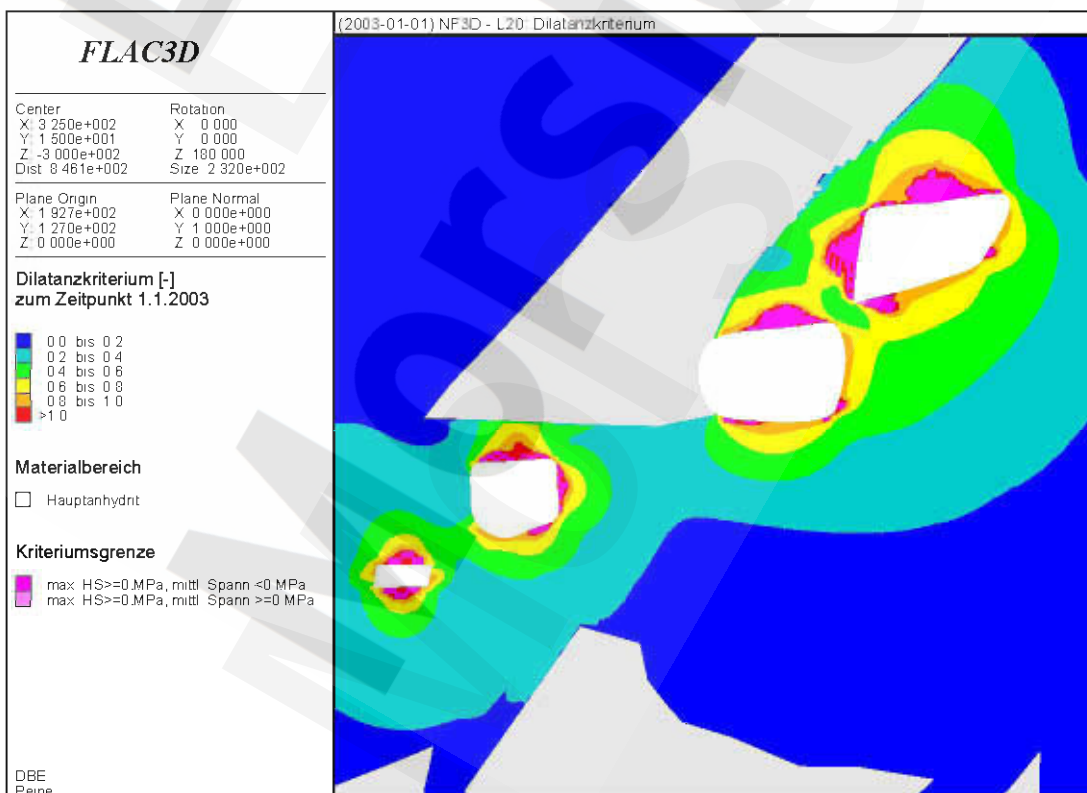 (2003-01-01) NF3D - L20: Dilatanzkriterium
FLAC3D
Center Rotation
X: 3 250e+002 X 0 000
Y: 1 500e+001 Y 0 000
Z: -3 000e+002 Z 180 000
Dist 8 461e+002 Size 2 320e+002
Plane Origin Plane Normal
X: 1 927e+002 X 0 000e+000
Y: 1 270e+002 Y 1 000e+000
Z: 0 000e+000 Z 0 000e+000
Dilatanzkriterium [-]
zum Zeitpunkt 1.1.2003
0 0 bis 0 2
0 2 bis 0 4
0 4 bis 0 6
0 6 bis 0 8
0 8 bis 1 0
>1 0
Materialbereich
Hauptanhydrit
Kriteriumsgrenze
max HS>=0.MPa, mittl Spann <0 MPa
max HS>=0.MPa, mittl Spann >=0 MPa
DBE
Peine